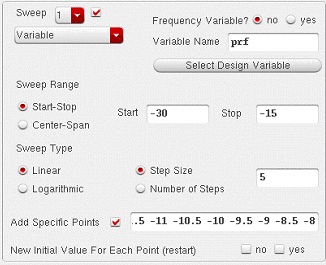 Sweep 1
Frequency Variable? no yes
Variable
Variable Name prf
Select Design Variable
Sweep Range
Start-Stop
Start -30 Stop -15
Center-Span
Sweep Type
Linear
Step Size
5
Logarithmic
Number of Steps
Add Specific Points .5 -11 -10.5 -10 -9.5 -9 -8.5 -8
New Initial Value For Each Point (restart) no yes